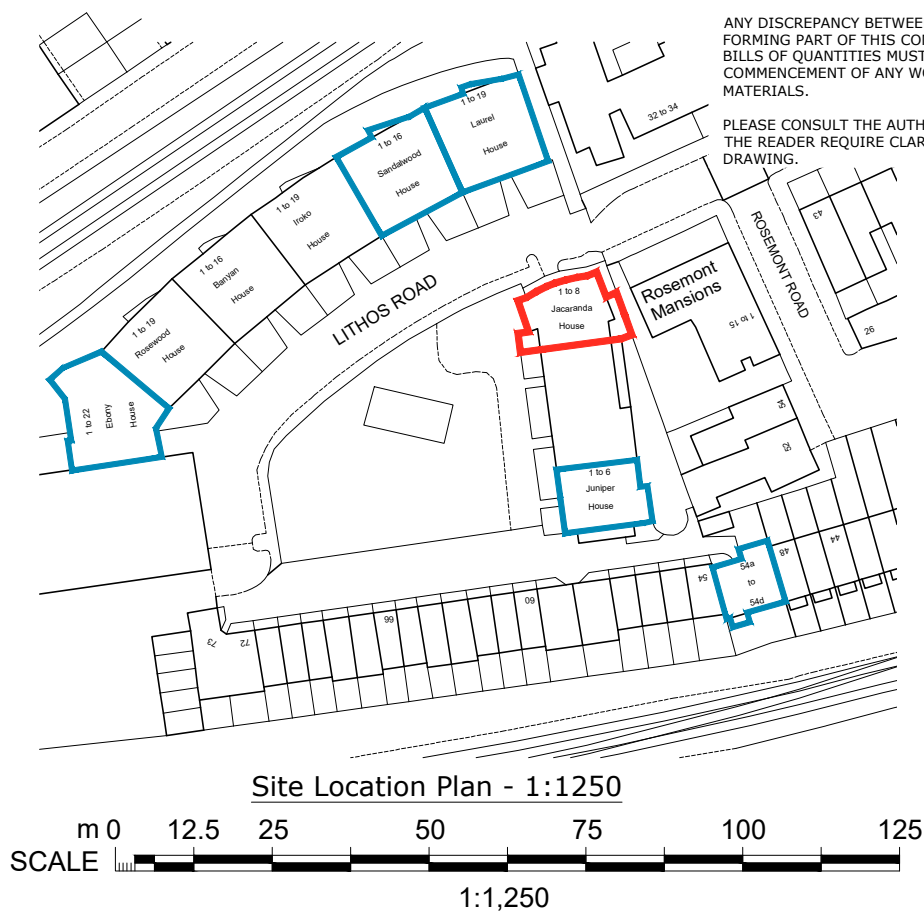 ANY DISCREPANCY BETWEE
FORMING PART OF THIS CO
BILLS OF QUANTITIES MUST
COMMENCEMENT OF ANY W
MATERIALS.
PLEASE CONSULT THE AUTH
THE READER REQUIRE CLAR
DRAWING.
1 to 19
Laurel
House
1 to 16
Sandalwood
House
1 to 19
Iroko
House
1 to 16
Banyan
House
1 to 19
Rosewood
House
1 to 22
Ebony
House
32 to 34
LITHOS ROAD
1 to 8
Jacaranda
House
Rosemont
Mansions
1 to 15
ROSEMONT ROAD
43
26
54
53
1 to 6
Juniper
House
54a
to
54d
48
44
54
60
66
72
73
Site Location Plan - 1:1250
m 0 12.5 25 50 75 100 125
SCALE
1:1,250